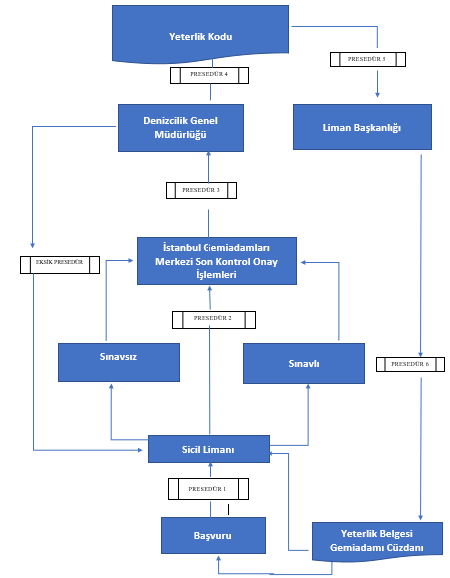 Yeterlik Kodu
PRESEDÜR 4
PRESEDÜR 5
Denizcilik Genel
Müdürlüğü
Liman Başkanlığı
PRESEDÜR 3
İstanbul Gemiadamları
Merkezi Son Kontrol Onay
İşlemleri
EKSİK PRESEDÜR
PRESEDÜR 2
Sınavsız
Sınavlı
PRESEDÜR 6
Sicil Limanı
PRESEDÜR 1
Başvuru
Yeterlik Belgesi
Gemiadamı Cüzdanı